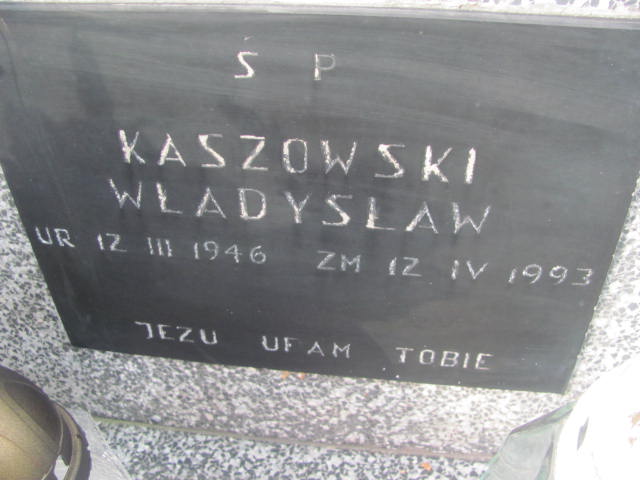 Ś P
KASZOWSKI
WŁADYSŁAW
UR 12 III 1946 ZM 12 IV 1993
JEZU UFAM TOBIE